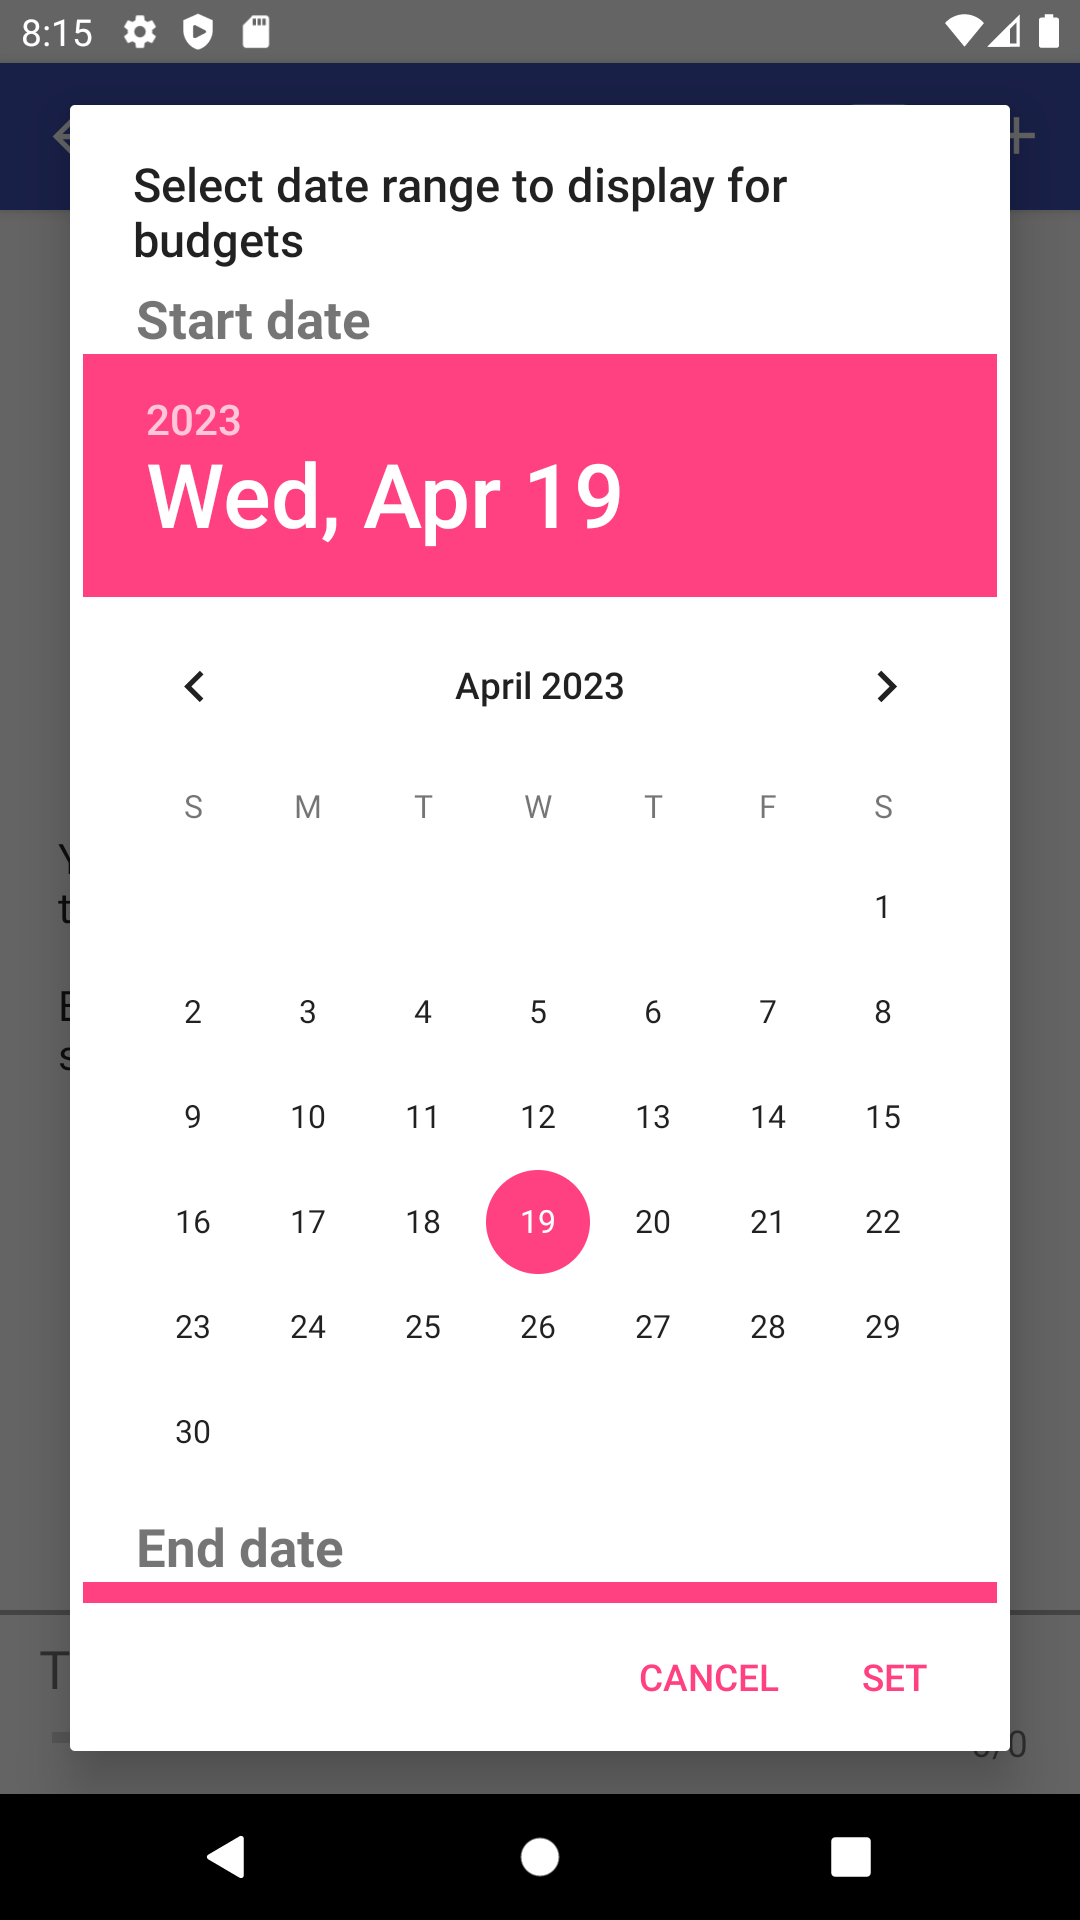 8:15
Select date range to display for
budgets
Start date
2023
Wed, Apr 19
April 2023
S M T W T F S
1
2 3 4 5 6 7 8
9 10 11 12 13 14 15
16 17 18 19 20 21 22
23 24 25 26 27 28 29
30
End date
CANCEL SET